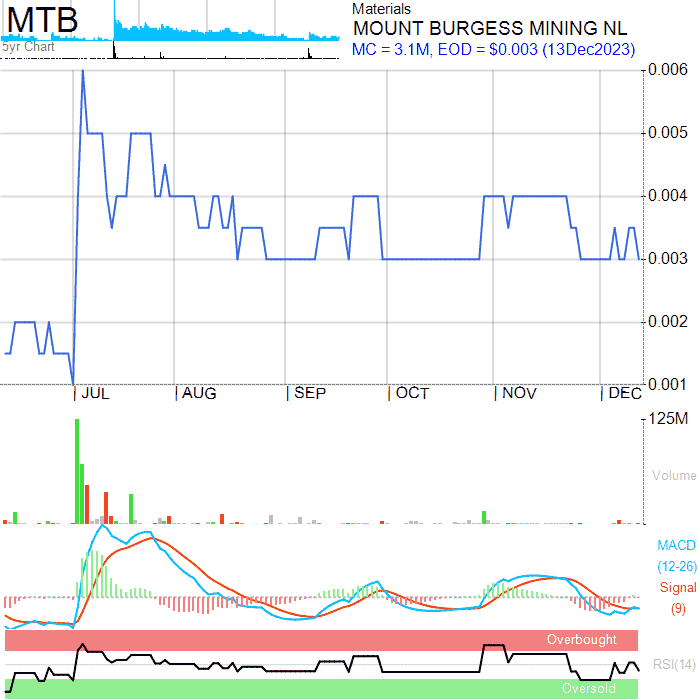 MTB
5yr Chart
Materials
MOUNT BURGESS MINING NL
MC = 3.1M, EOD = $0.003 (13Dec2023)
0.006
0.005
0.004
0.003
0.002
0.001
| JUL | AUG | SEP | OCT | NOV | DEC
125M
Volume
MACD
(12-26)
Signal
(9)
Overbought
RSI(14)
Oversold